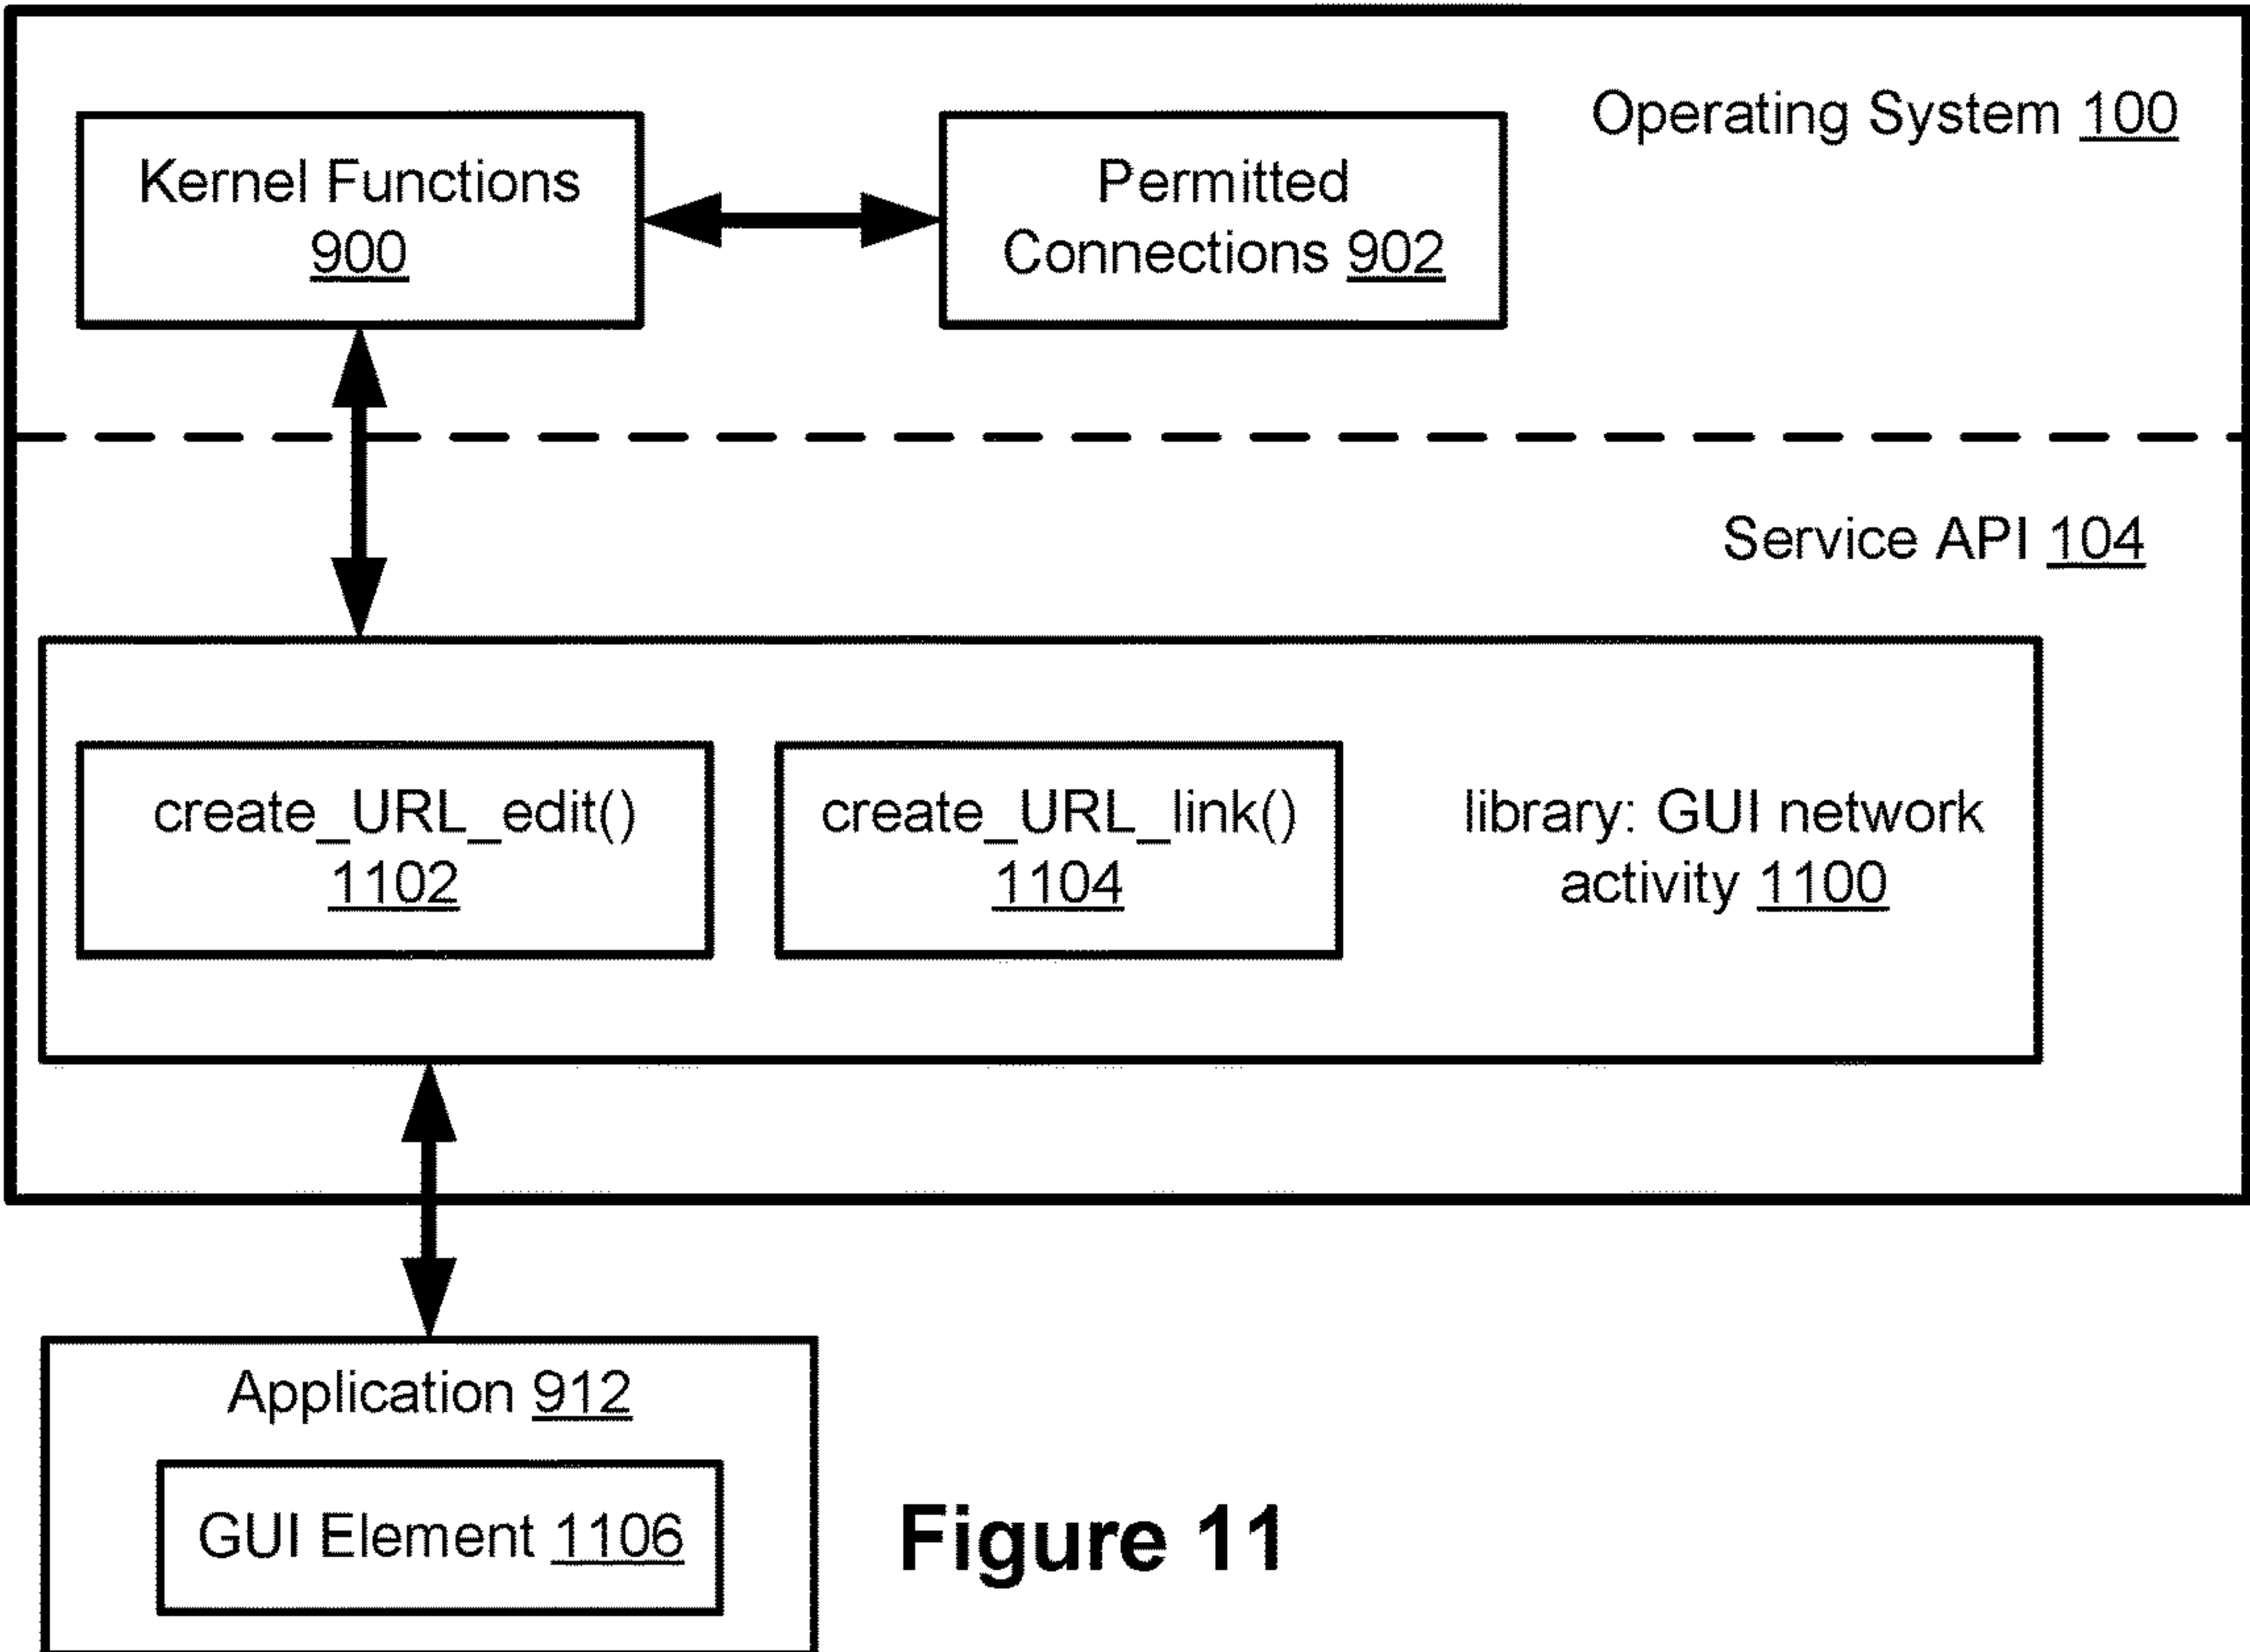 Operating System 100
Kernel Functions
900
Permitted
Connections 902
Service API 104
create_URL_edit()
1102
create_URL_link()
1104
library: GUI network
activity 1100
Application 912
GUI Element 1106
Figure 11